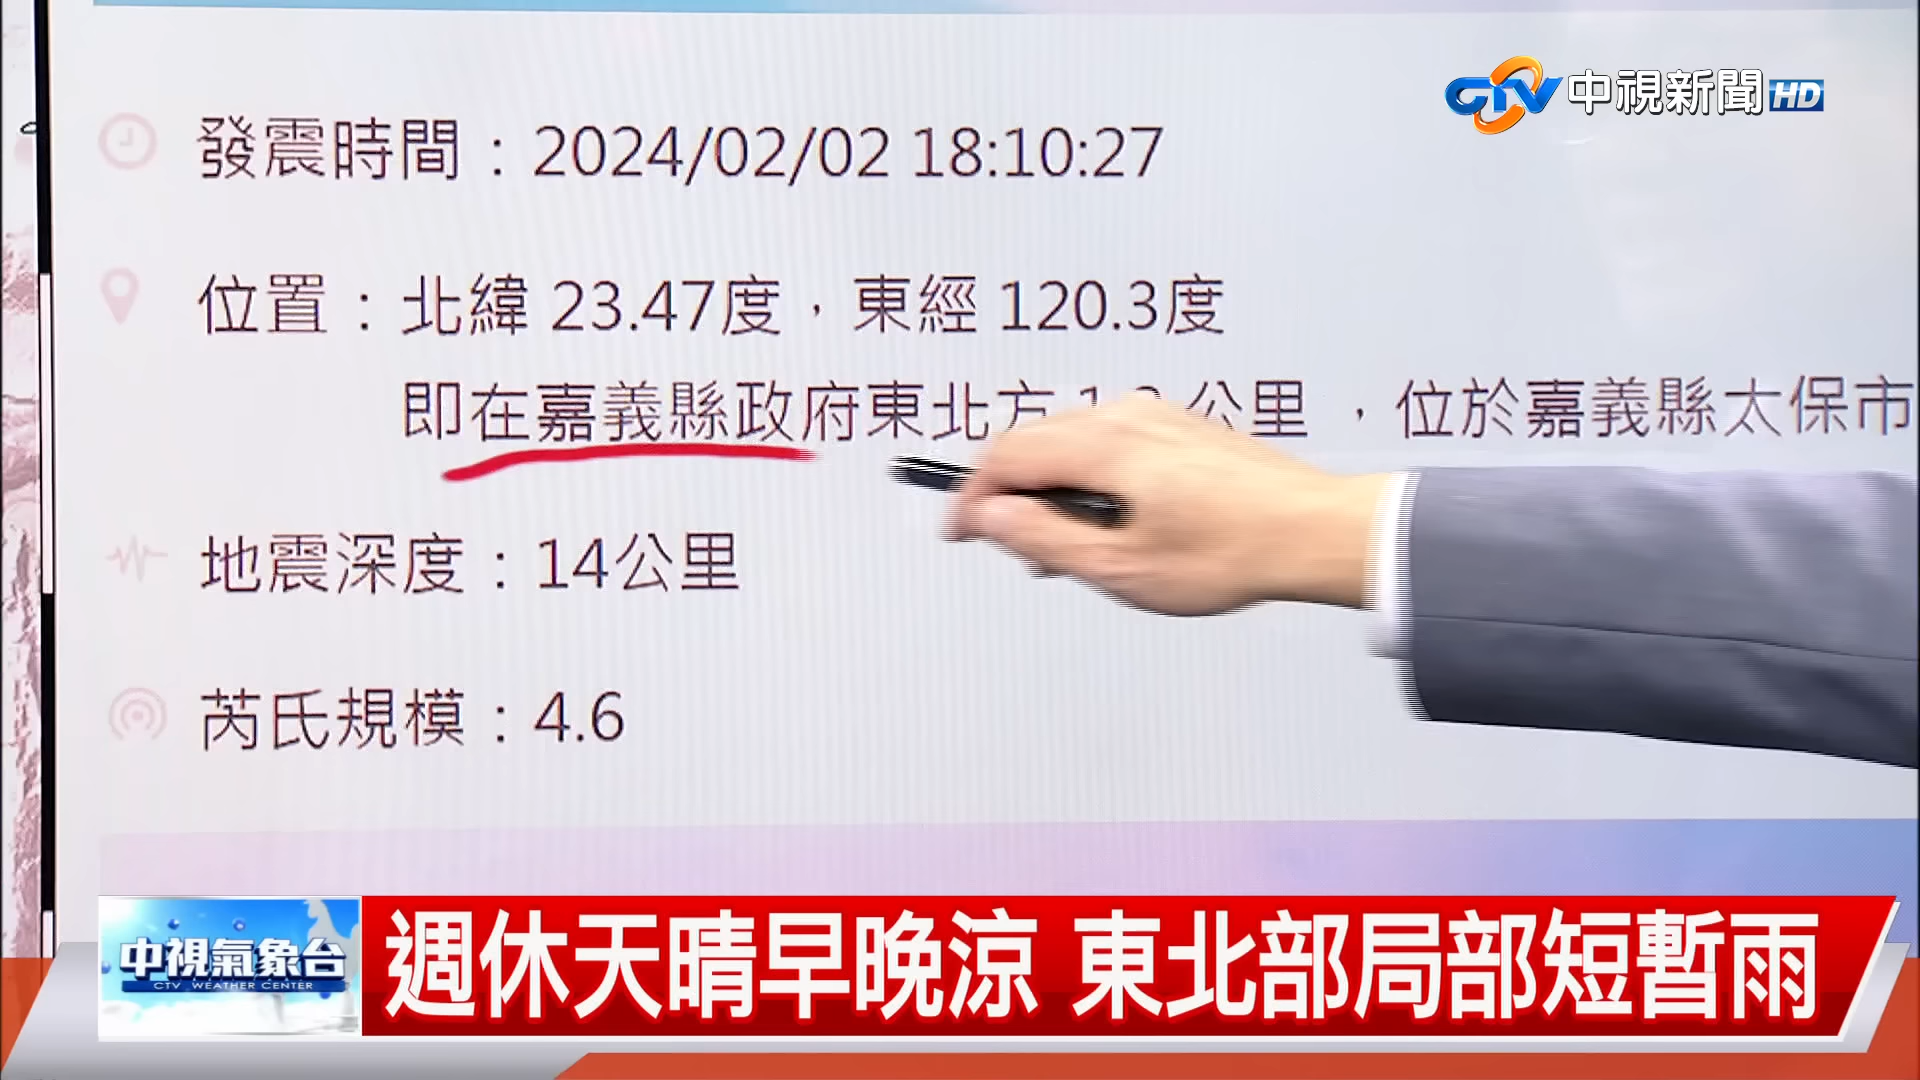 CTV 中視新聞 HD
發震時間：2024/02/02 18:10:27
位置：北緯 23.47度，東經 120.3度
即在嘉義縣政府東北方 公里 ，位於嘉義縣太保市
地震深度：14公里
芮氏規模：4.6
中視氣象台
CTV WEATHER CENTER
週休天晴早晚涼 東北部局部短暫雨